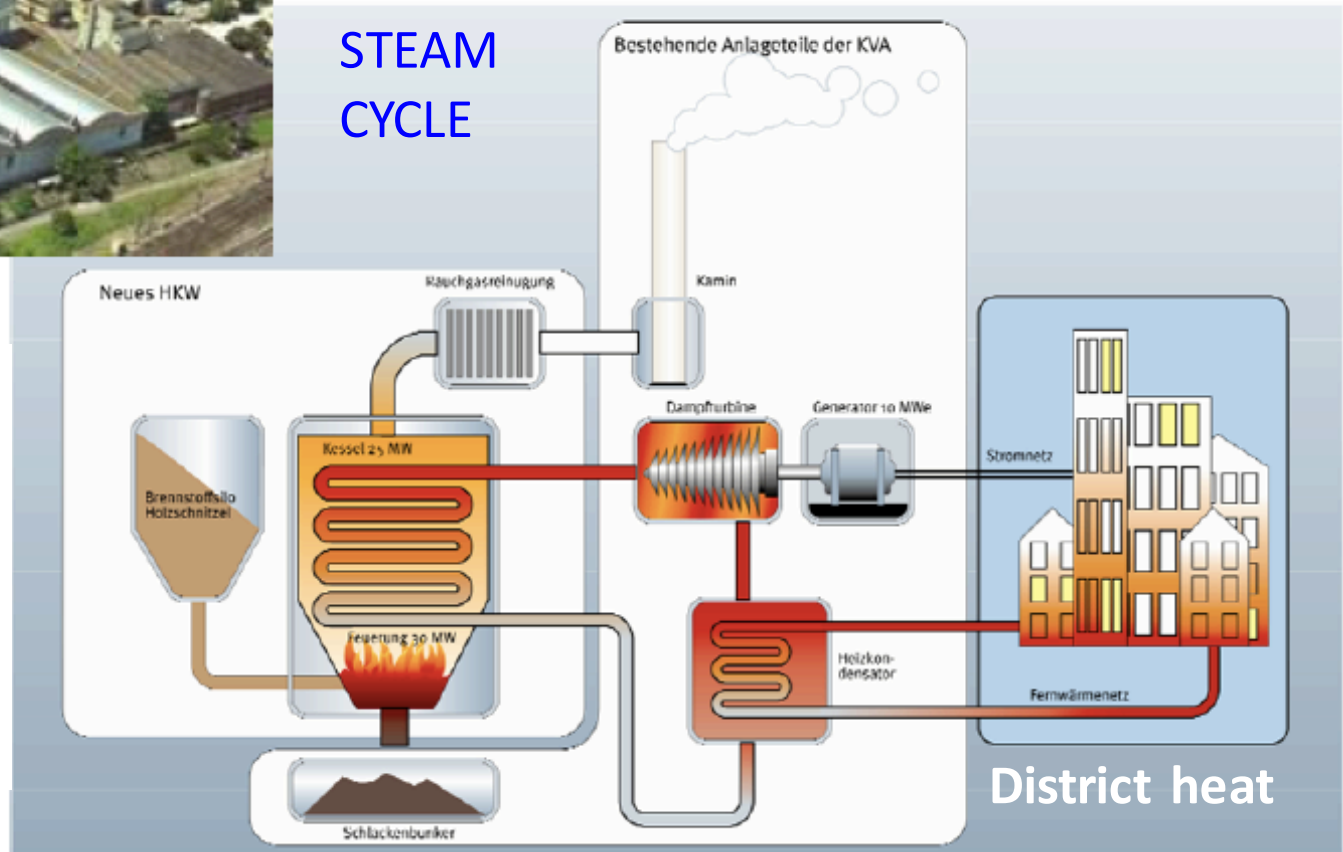 STEAM
CYCLE
Bestehende Anlageteile der KVA
Neues HKW
Rauchgasreinugung
Kamin
Dampfturbine
Generator 10 MWe
Stromnetz
Kessel 25 MW
Brennstoffsilo
Holzschnitzel
Feuerung 30 MW
Heizkon-
densator
Fernwärmenetz
District heat
Schlackenbunker